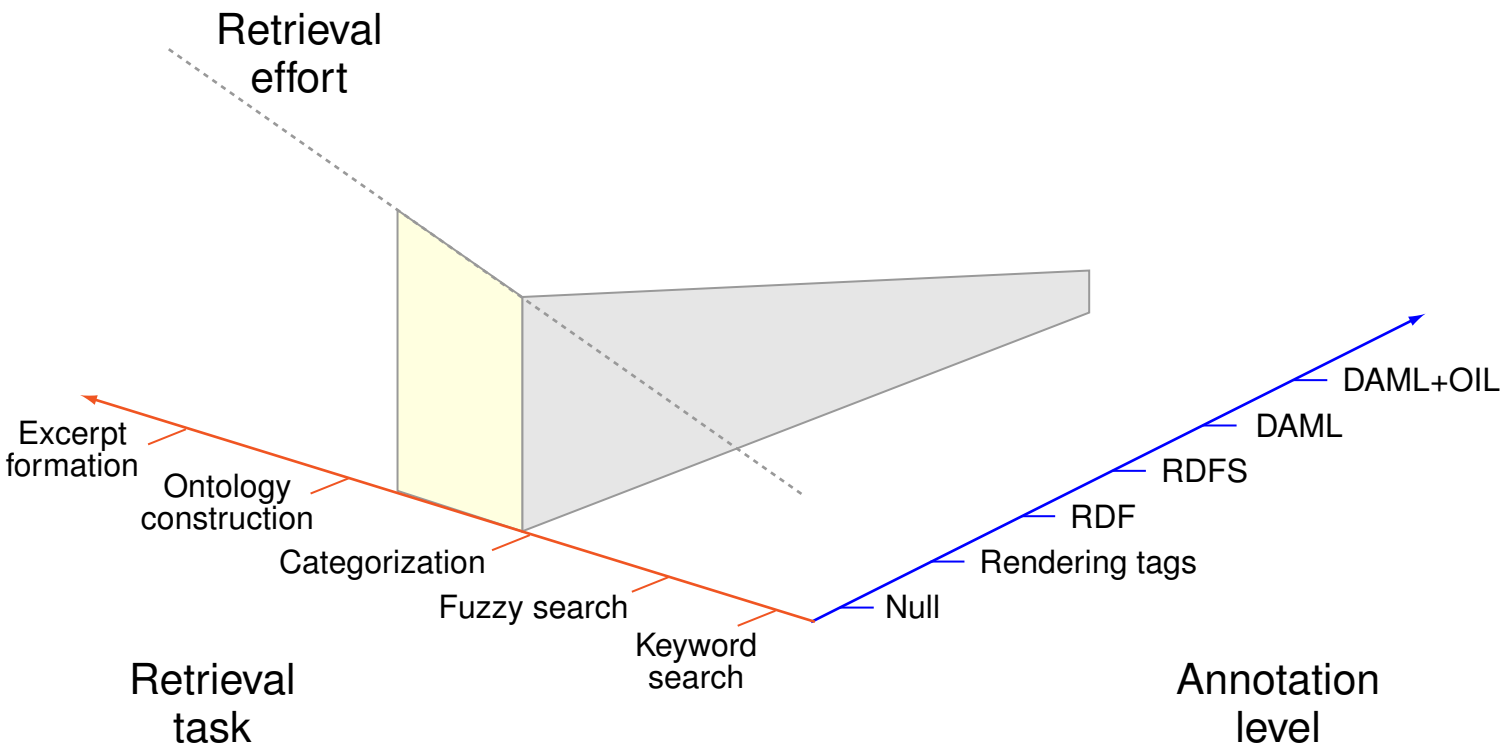 Retrieval
effort
DAML+OIL
DAML
RDFS
RDF
Rendering tags
Null
Excerpt
formation
Ontology
construction
Categorization
Fuzzy search
Keyword
search
Retrieval
task
Annotation
level